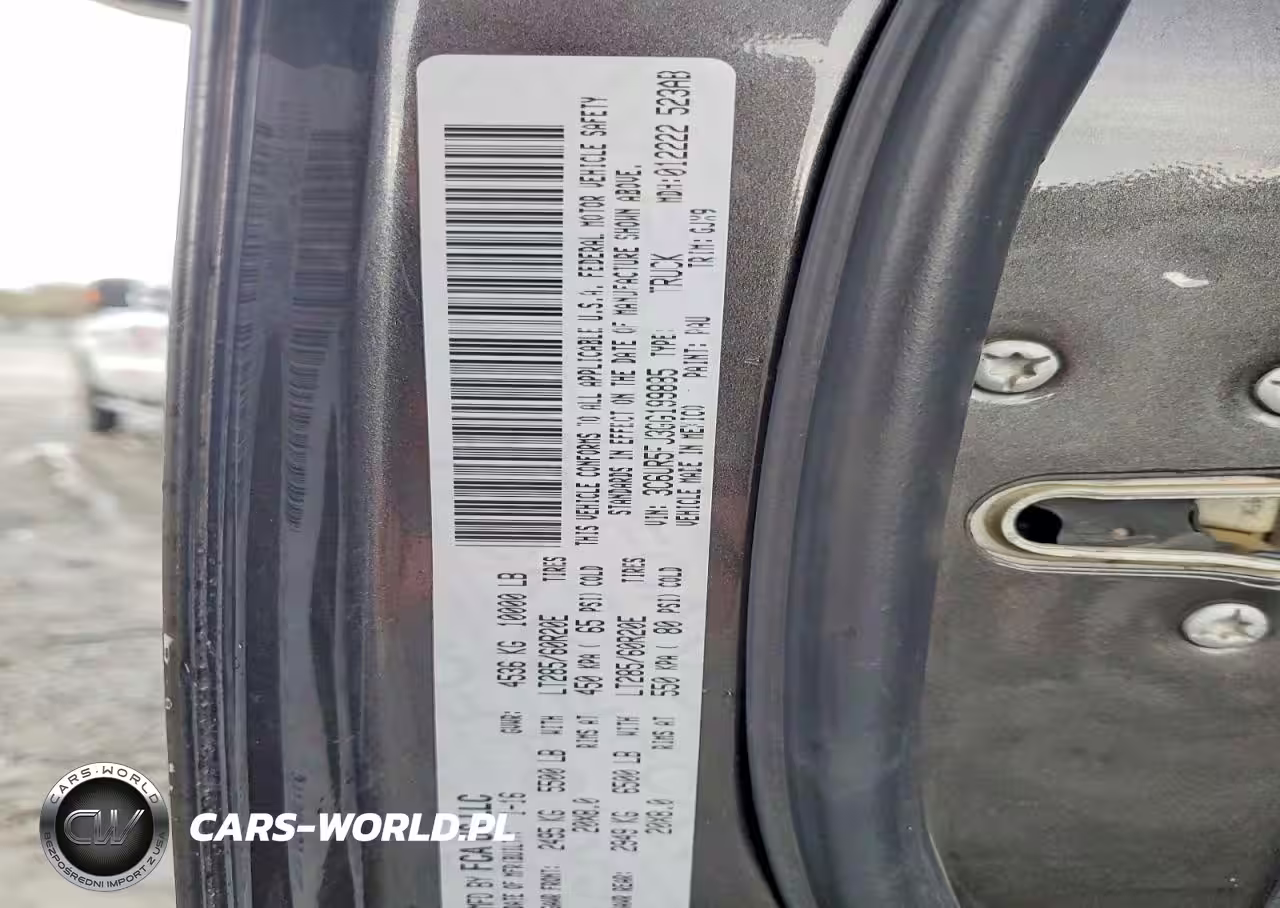 MFD BY FCA US LLC
DATE OF MFR 1-16 GVWR: 4536 KG 10000 LB
FRONT: 2495 KG 5500 LB WITH LT285/60R20E TIRES
20X8.0 RIMS AT 450 KPA ( 65 PSI) COLD
REAR: 2949 KG 6500 LB WITH LT285/60R20E TIRES
20X8.0 RIMS AT 550 KPA ( 80 PSI) COLD
THIS VEHICLE CONFORMS TO ALL APPLICABLE U.S.A. FEDERAL MOTOR VEHICLE SAFETY
STANDARDS IN EFFECT ON THE DATE OF MANUFACTURE SHOWN ABOVE.
VIN: 3C6UR5FJ3GG199895 TYPE: TRUCK MDH:012222 523AB
VEHICLE MADE IN MEXICO PAINT: PAU TRIM: GJX9
CARS-WORLD
CW
BEZPOŚREDNI IMPORT Z USA
CARS-WORLD.PL